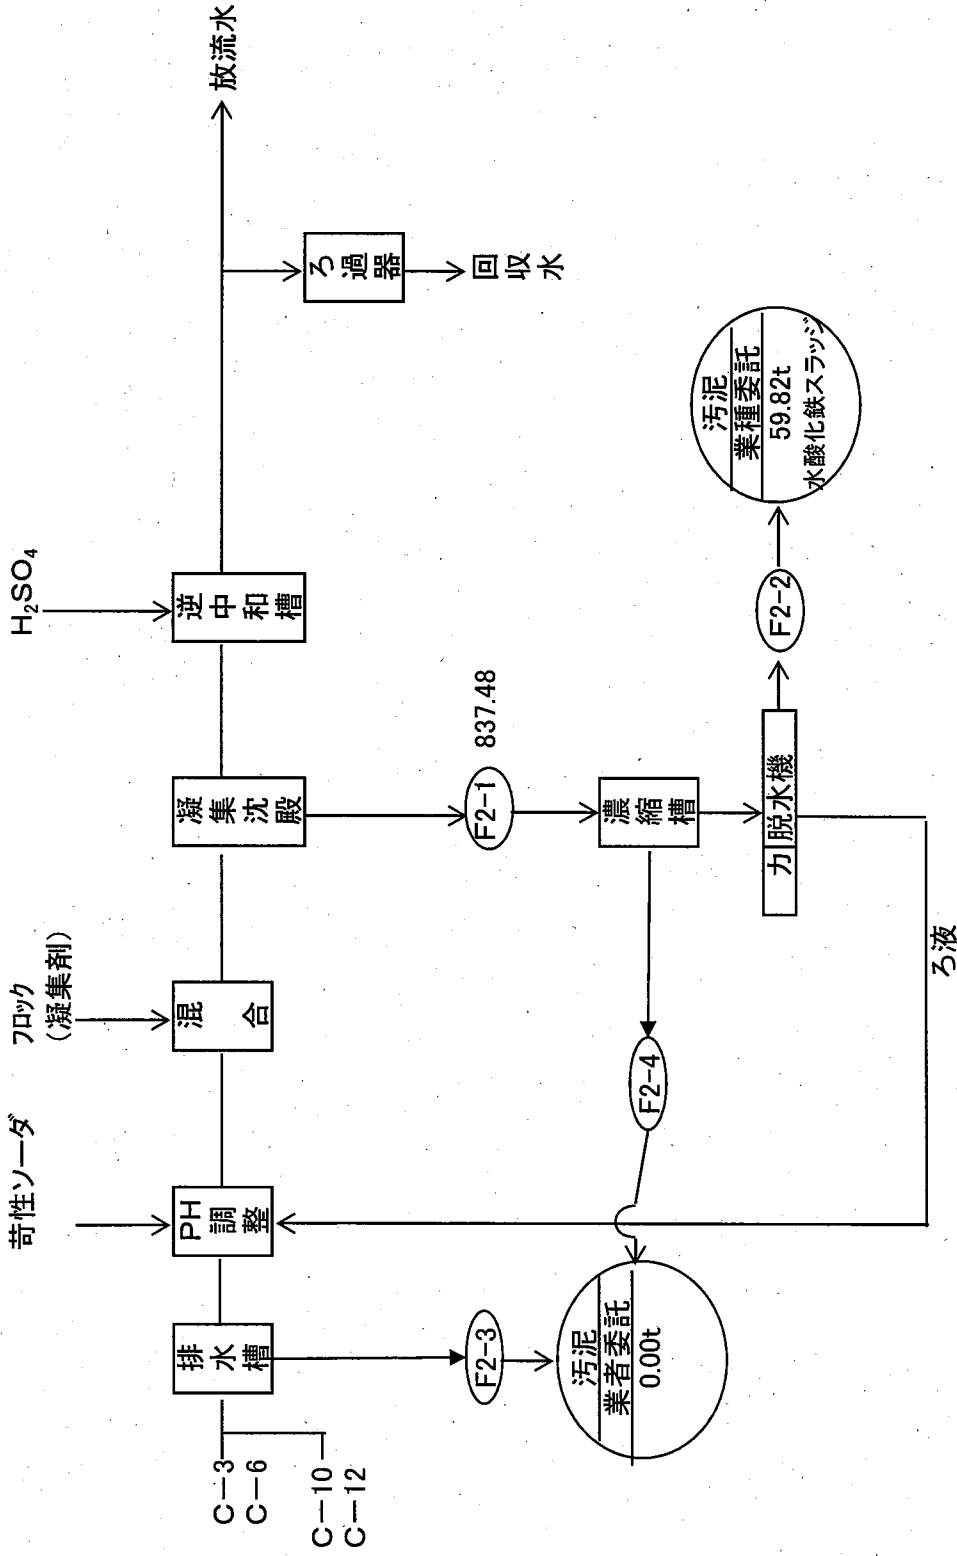 苛性ソーダ
フロック
(凝集剤)
H₂SO₄
C－3
C－6
C－10
C－12
排水槽
PH
調整
混合
凝集沈殿
逆中和槽
放流水
ろ過器
回収水
F2-3
汚泥
業者委託
0.00t
F2-4
F2-1
837.48
濃縮槽
カ 脱水機
F2-2
汚泥
業種委託
59.82t
水酸化鉄スラッジ
ろ液